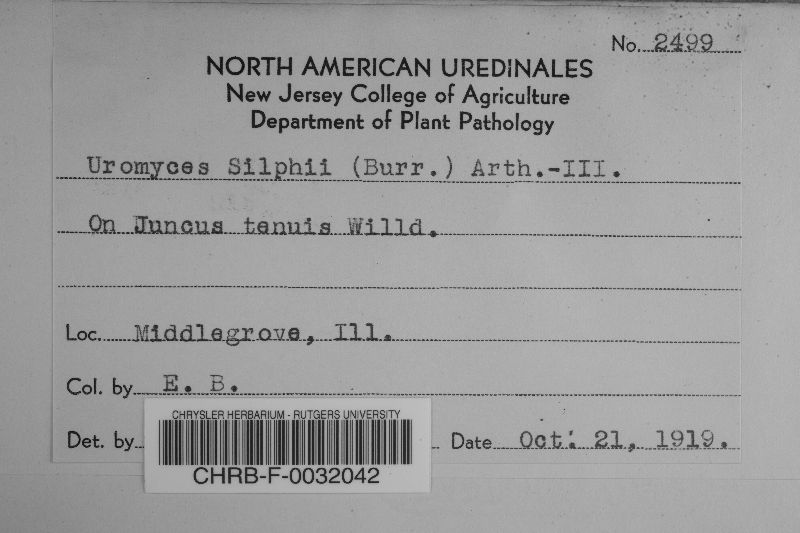 No. 2499
NORTH AMERICAN UREDINALES
New Jersey College of Agriculture
Department of Plant Pathology
Uromyces Silphii (Burr.) Arth.-III.
On Juncus tenuis Willd.
Loc. Middlegrove, Ill.
Col. by E. B.
Det. by Date Oct. 21, 1919.
CHRYSLER HERBARIUM - RUTGERS UNIVERSITY
CHRB-F-0032042